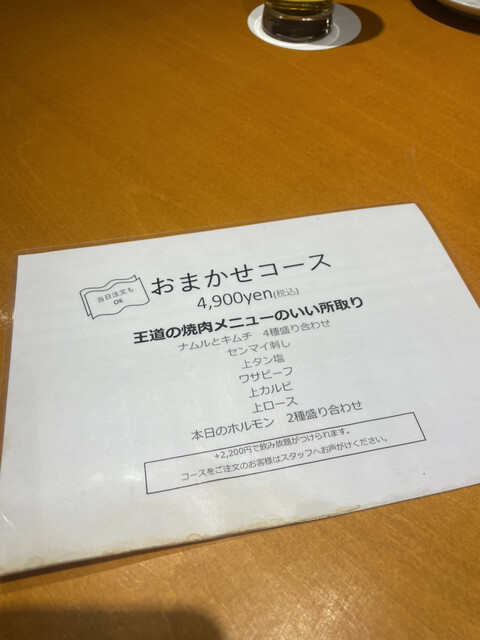 当日注文も
OK
おまかせコース
4,900yen(税込)
王道の焼肉メニューのいい所取り
ナムルとキムチ 4種盛り合わせ
センマイ刺し
上タン塩
ワサビーフ
上カルビ
上ロース
本日のホルモン 2種盛り合わせ
+2,200円で飲み放題がつけられます。
コースをご注文のお客様はスタッフへお声がけください。